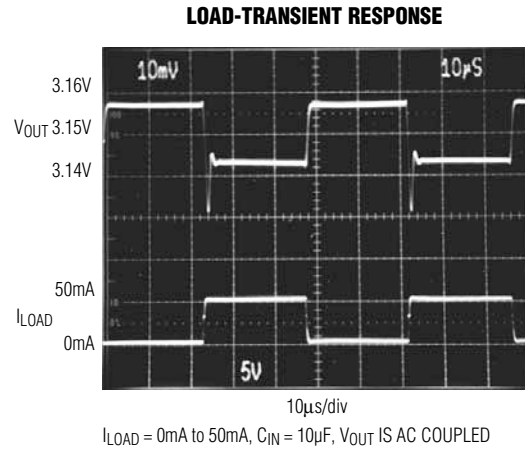 LOAD-TRANSIENT RESPONSE
10mV 10µS
3.16V
VOUT 3.15V
3.14V
50mA
ILOAD
0mA
5V
10µs/div
ILOAD = 0mA to 50mA, CIN = 10µF, VOUT IS AC COUPLED